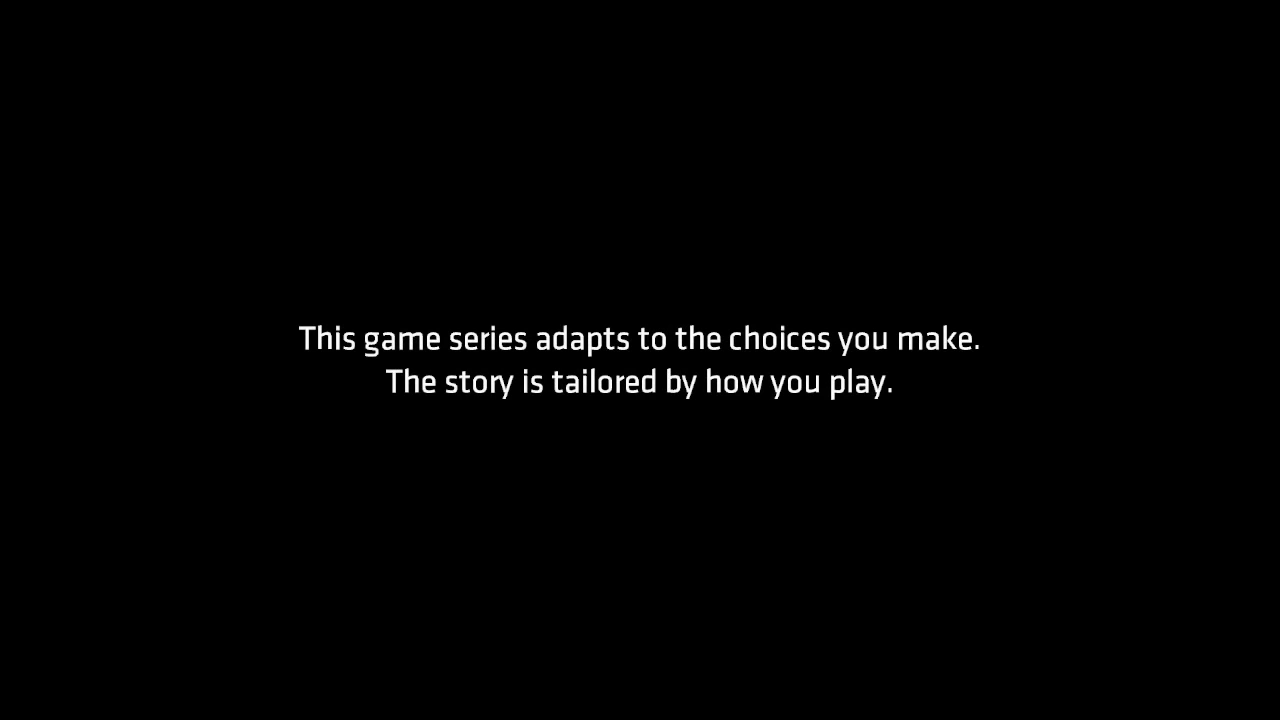 This game series adapts to the choices you make.
The story is tailored by how you play.